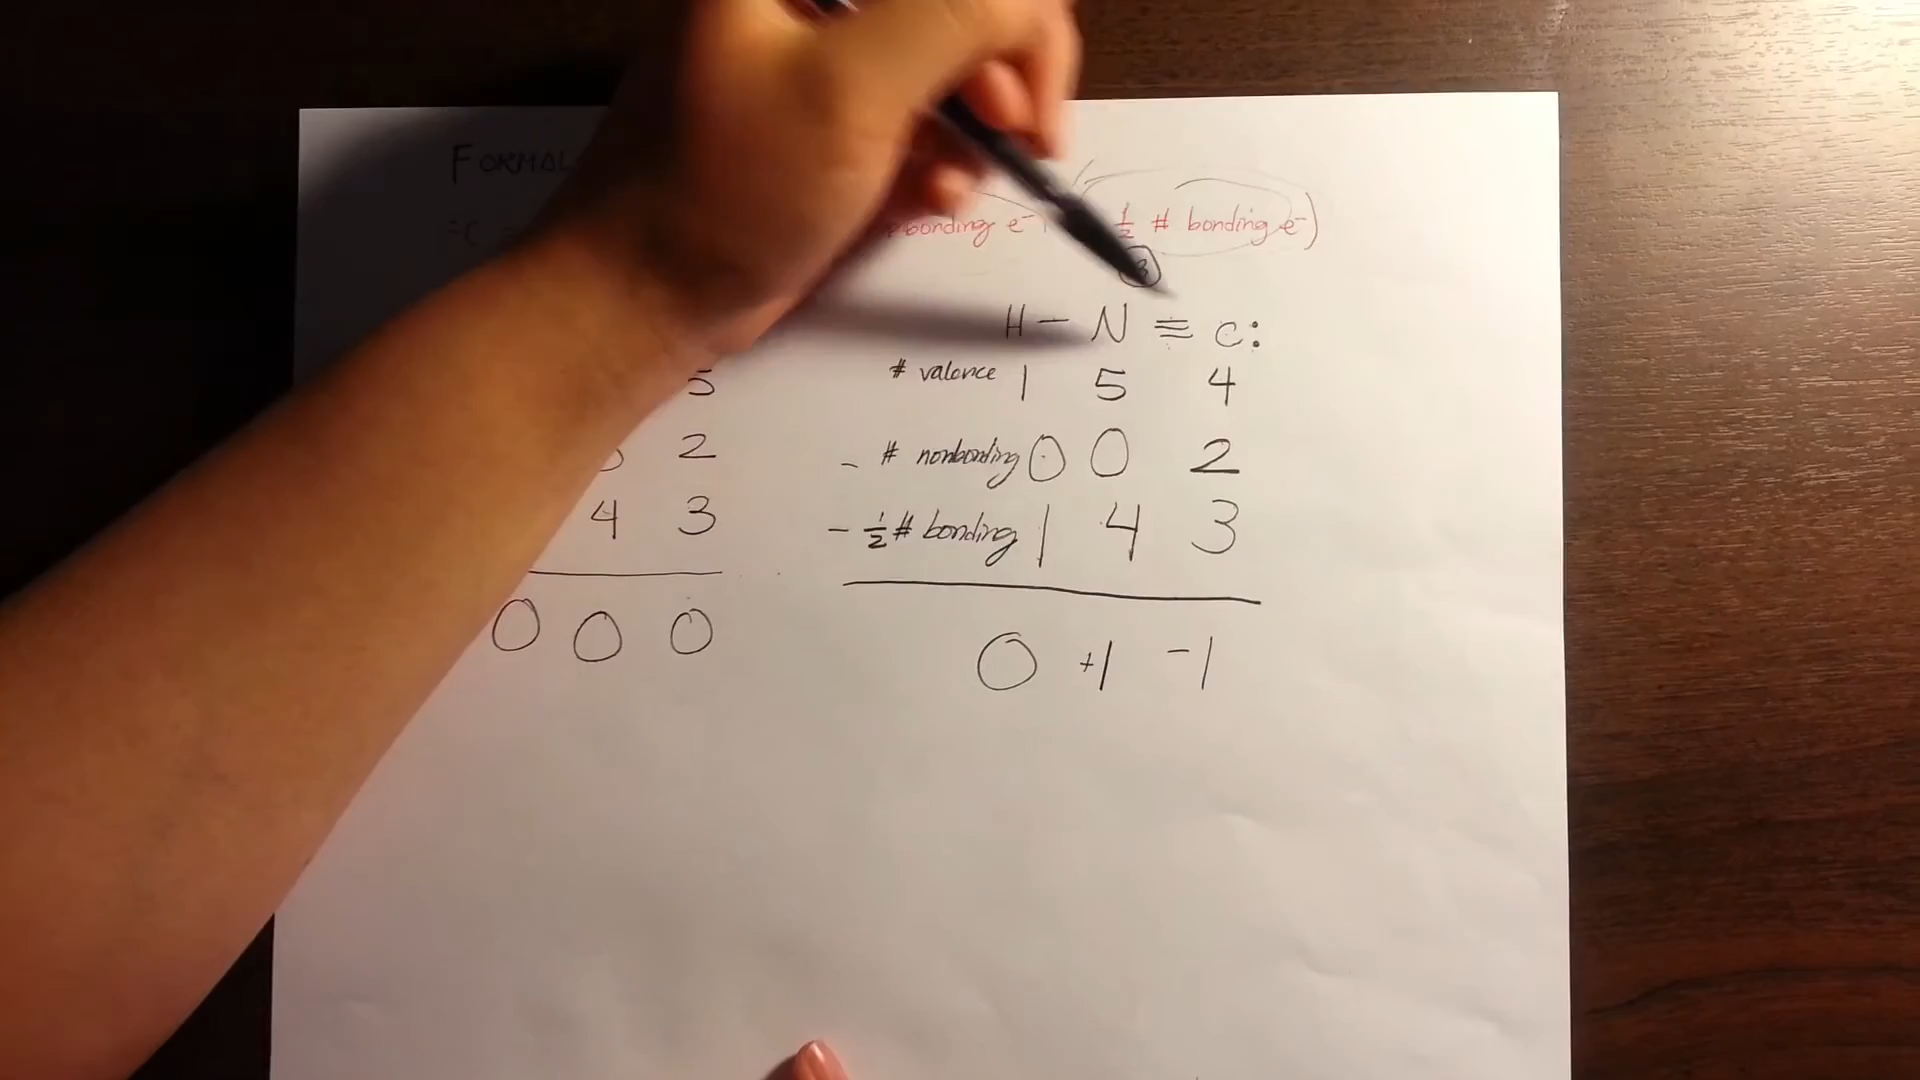 FORMAL
bonding e⁻ ½ # bonding e⁻)
H - N ≡ C:
# valence 1 5 4
5
- # nonbonding 0 0 2
2
- ½ # bonding 1 4 3
4 3
0 0 0
0 +1 -1